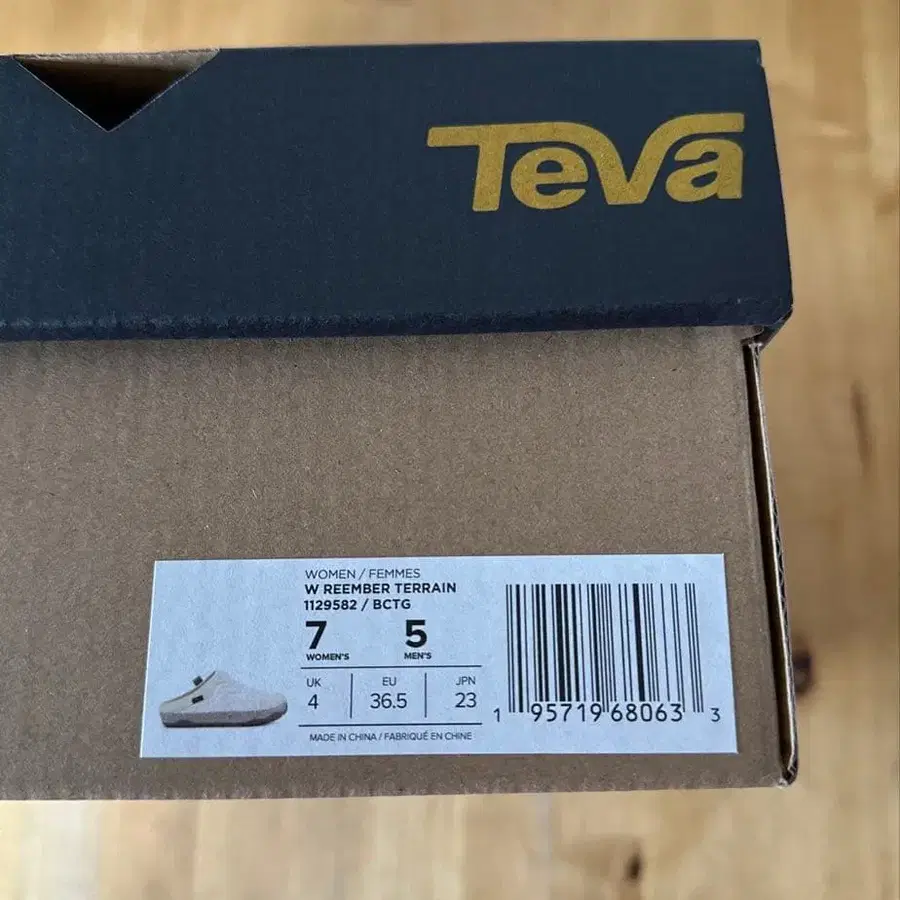 Teva
WOMEN / FEMMES
W REEMBER TERRAIN
1129582 / BCTG
7 5
WOMEN'S MEN'S
UK EU JPN
4 36.5 23
1 95719 68063 3
MADE IN CHINA / FABRIQUÉ EN CHINE